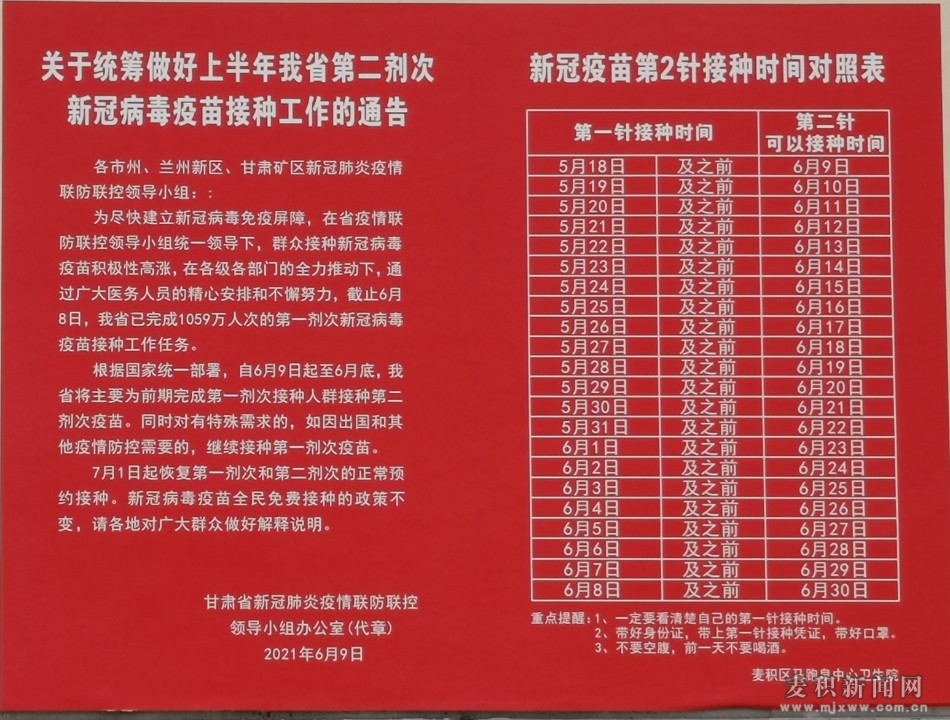 关于统筹做好上半年我省第二剂次
新冠病毒疫苗接种工作的通告
各市州、兰州新区、甘肃矿区新冠肺炎疫情
联防联控领导小组：:
为尽快建立新冠病毒免疫屏障，在省疫情联
防联控领导小组统一领导下，群众接种新冠病毒
疫苗积极性高涨，在各级各部门的全力推动下，通
过广大医务人员的精心安排和不懈努力，截止6月
8日，我省已完成1059万人次的第一剂次新冠病毒
疫苗接种工作任务。
根据国家统一部署，自6月9日起至6月底，我
省将主要为前期完成第一剂次接种人群接种第二
剂次疫苗。同时对有特殊需求的，如因出国和其
他疫情防控需要的，继续接种第一剂次疫苗。
7月1日起恢复第一剂次和第二剂次的正常预
约接种。新冠病毒疫苗全民免费接种的政策不
变，请各地对广大群众做好解释说明。
甘肃省新冠肺炎疫情联防联控
领导小组办公室(代章)
2021年6月9日
新冠疫苗第2针接种时间对照表
第一针接种时间 第二针
可以接种时间
5月18日 及之前 6月9日
5月19日 及之前 6月10日
5月20日 及之前 6月11日
5月21日 及之前 6月12日
5月22日 及之前 6月13日
5月23日 及之前 6月14日
5月24日 及之前 6月15日
5月25日 及之前 6月16日
5月26日 及之前 6月17日
5月27日 及之前 6月18日
5月28日 及之前 6月19日
5月29日 及之前 6月20日
5月30日 及之前 6月21日
5月31日 及之前 6月22日
6月1日 及之前 6月23日
6月2日 及之前 6月24日
6月3日 及之前 6月25日
6月4日 及之前 6月26日
6月5日 及之前 6月27日
6月6日 及之前 6月28日
6月7日 及之前 6月29日
6月8日 及之前 6月30日
重点提醒：1、一定要看清楚自己的第一针接种时间。
2、带好身份证，带上第一针接种凭证，带好口罩。
3、不要空腹，前一天不要喝酒。
麦积区马跑泉中心卫生院
麦积新闻网
www.mjxww.com.cn